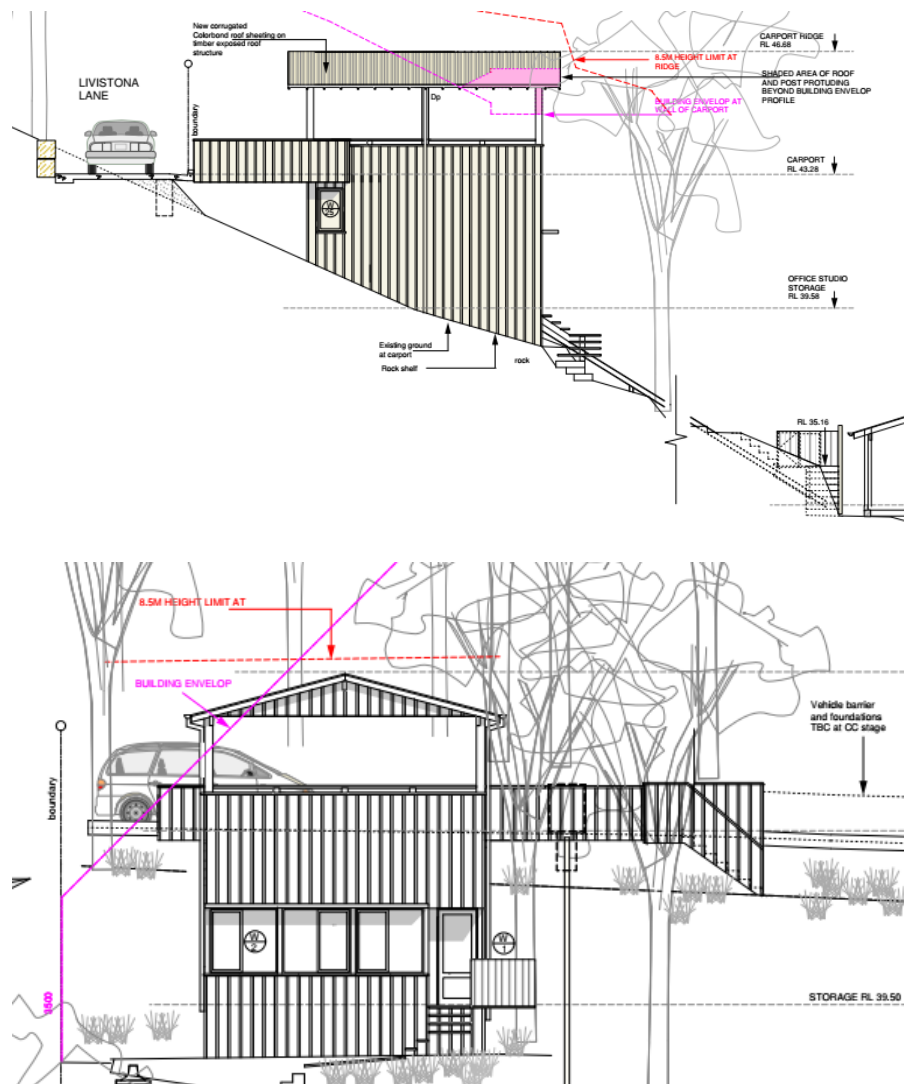 New corrugated
Colorbond roof sheeting on
timber exposed roof
structure
CARPORT RIDGE
RL 46.68
8.5M HEIGHT LIMIT AT
RIDGE
SHADED AREA OF ROOF
AND POST PROTUDING
BEYOND BUILDING ENVELOP
PROFILE
LIVISTONA
LANE
boundary
Dp
BUILDING ENVELOP AT
WALL OF CARPORT
CARPORT
RL 43.28
W
25
OFFICE STUDIO
STORAGE
RL 39.58
Existing ground
at carport
Rock shelf
rock
RL 35.16
8.5M HEIGHT LIMIT AT
BUILDING ENVELOP
Vehicle barrier
and foundations
TBC at CC stage
boundary
W
2
W
1
3500
STORAGE RL 39.50